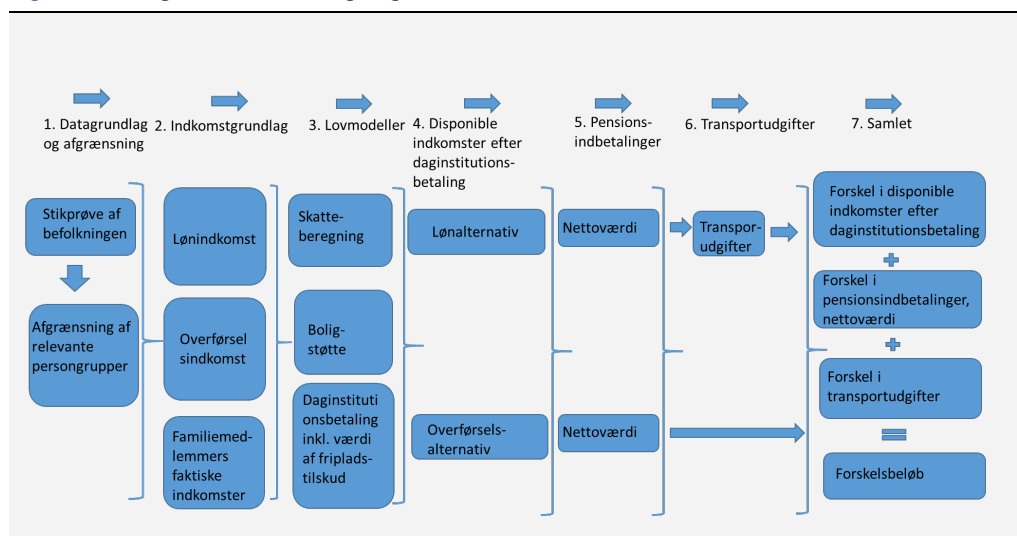 1. Datagrundlag
og afgrænsning
2. Indkomstgrundlag
3. Lovmodeller
4. Disponible
indkomster efter
daginstitutions-
betaling
5. Pensions-
indbetalinger
6. Transportudgifter
7. Samlet
Stikprøve af
befolkningen
Afgrænsning af
relevante
persongrupper
Lønindkomst
Overførsel
sindkomst
Familiemed-
lemmers
faktiske
indkomster
Skatte-
beregning
Bolig-
støtte
Daginstituti
onsbetaling
inkl. værdi
af friplads-
tilskud
Lønalternativ
Overførsels-
alternativ
Nettoværdi
Nettoværdi
Transpor-
udgifter
Forskel i disponible
indkomster efter
daginstitutionsbetaling
Forskel i
pensionsindbetalinger,
nettoværdi
Forskel i
transportudgifter
Forskelsbeløb